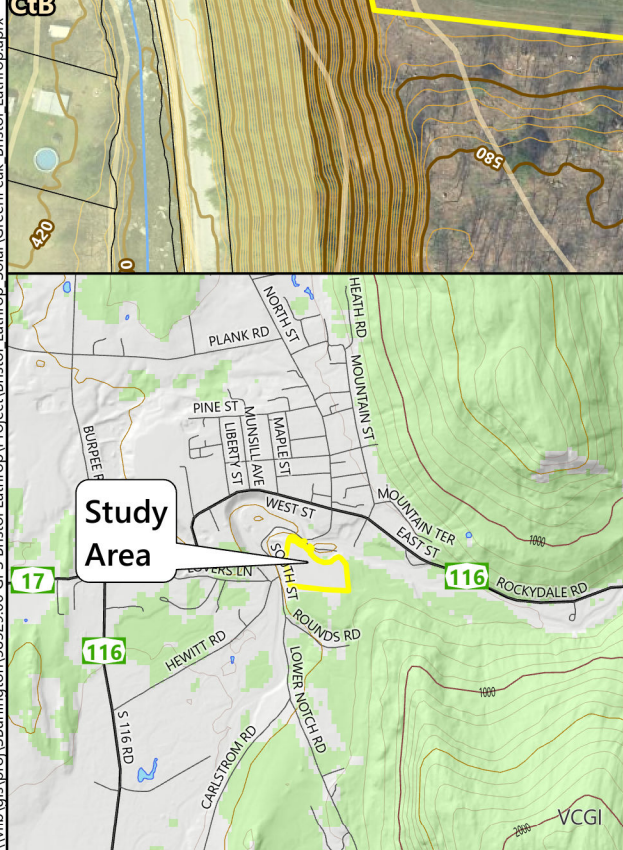 CtB
580
420
0
HEATH RD
NORTH ST
PLANK RD
MOUNTAIN ST
PINE ST
MUNSILL AVE
MAPLE ST
LIBERTY ST
BURPEE R
WEST ST
MOUNTAIN TER
EAST ST
1000
Study
Area
LOVERS LN
SOUTH ST
17
116
ROCKYDALE RD
ROUNDS RD
116
HEWITT RD
LOWER NOTCH RD
1000
S 116 RD
CARLSTROM RD
VCGI
2000